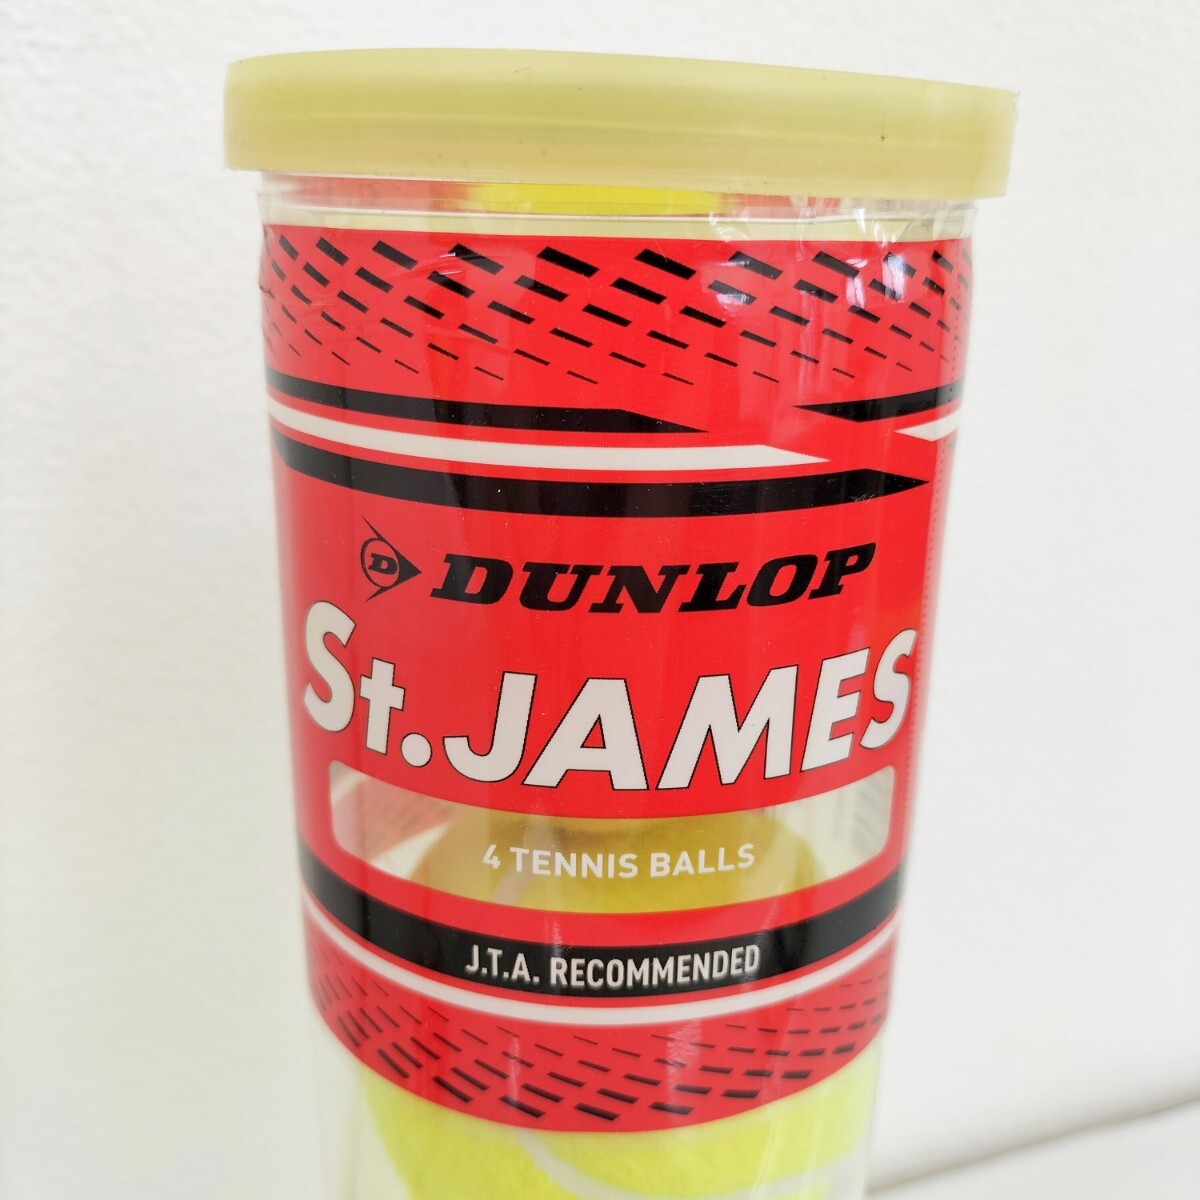 D DUNLOP
St. JAMES
4 TENNIS BALLS
J.T.A. RECOMMENDED